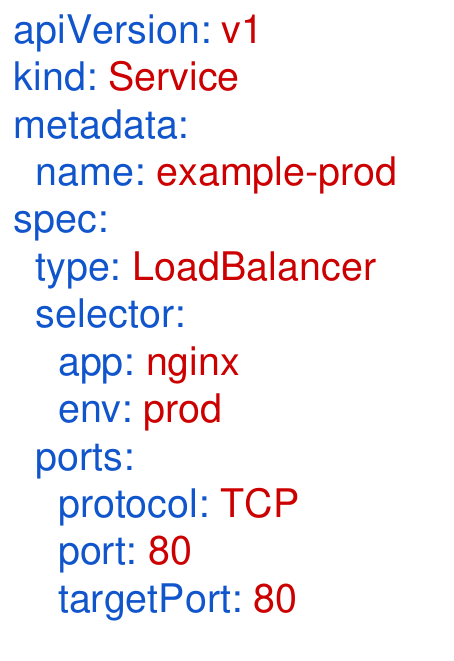 apiVersion: v1
kind: Service
metadata:
  name: example-prod
spec:
  type: LoadBalancer
  selector:
    app: nginx
    env: prod
  ports:
    protocol: TCP
    port: 80
    targetPort: 80